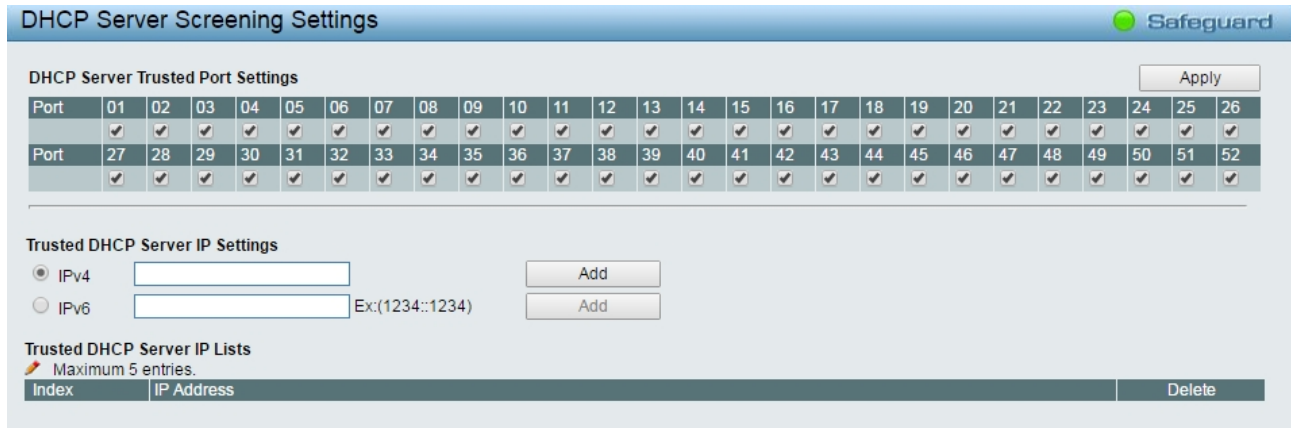 DHCP Server Screening Settings Safeguard
DHCP Server Trusted Port Settings Apply
Port 01 02 03 04 05 06 07 08 09 10 11 12 13 14 15 16 17 18 19 20 21 22 23 24 25 26
Port 27 28 29 30 31 32 33 34 35 36 37 38 39 40 41 42 43 44 45 46 47 48 49 50 51 52
Trusted DHCP Server IP Settings
IPv4 Add
IPv6 Ex:(1234::1234) Add
Trusted DHCP Server IP Lists
Maximum 5 entries.
Index IP Address Delete